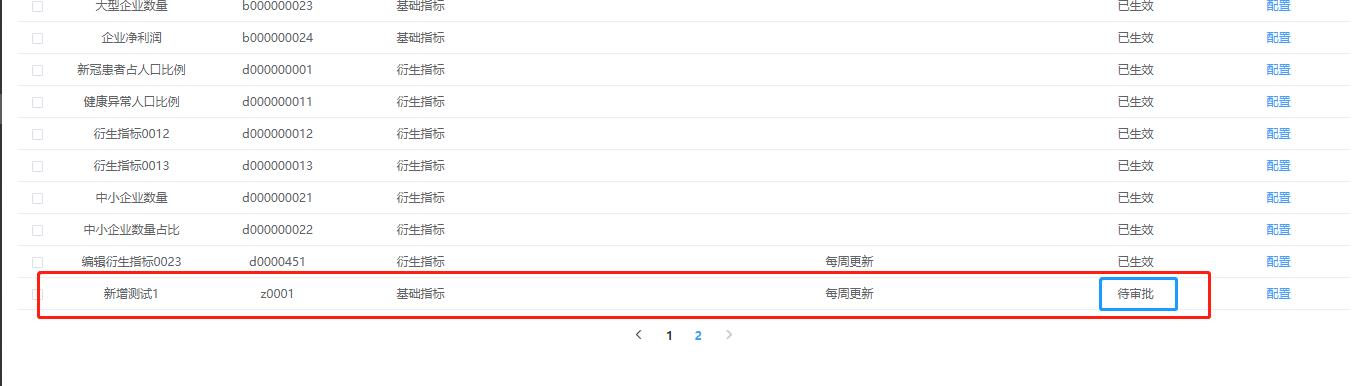 大型企业数量 b000000023 基础指标 已生效 配置
企业净利润 b000000024 基础指标 已生效 配置
新冠患者占人口比例 d000000001 衍生指标 已生效 配置
健康异常人口比例 d000000011 衍生指标 已生效 配置
衍生指标0012 d000000012 衍生指标 已生效 配置
衍生指标0013 d000000013 衍生指标 已生效 配置
中小企业数量 d000000021 衍生指标 已生效 配置
中小企业数量占比 d000000022 衍生指标 已生效 配置
编辑衍生指标0023 d0000451 衍生指标 每周更新 已生效 配置
新增测试1 z0001 基础指标 每周更新 待审批 配置
1 2